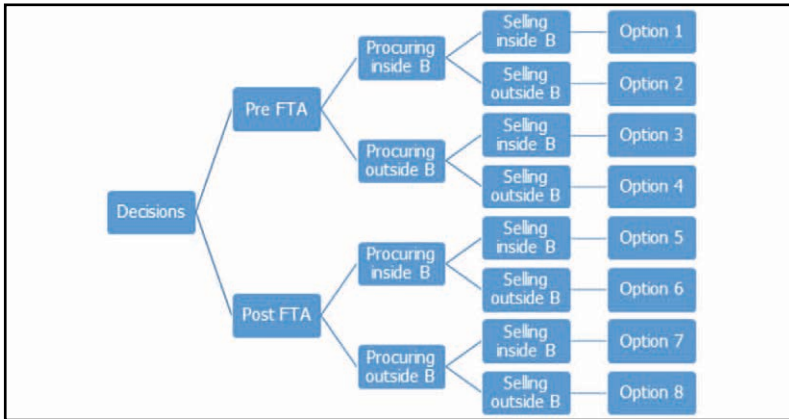 Decisions
Pre FTA
Procuring
inside B
Selling
inside B
Option 1
Selling
outside B
Option 2
Procuring
outside B
Selling
inside B
Option 3
Selling
outside B
Option 4
Post FTA
Procuring
inside B
Selling
inside B
Option 5
Selling
outside B
Option 6
Procuring
outside B
Selling
inside B
Option 7
Selling
outside B
Option 8